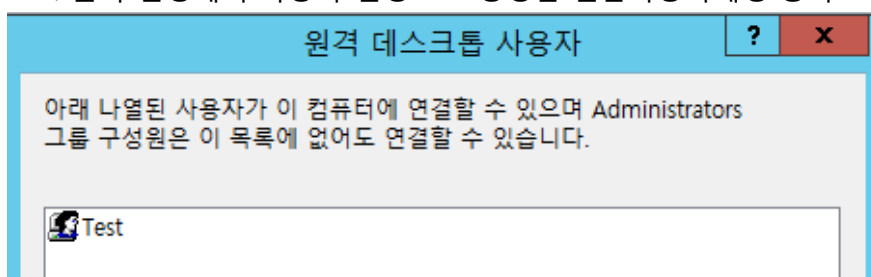 원격 데스크톱 사용자
? x
아래 나열된 사용자가 이 컴퓨터에 연결할 수 있으며 Administrators
그룹 구성원은 이 목록에 없어도 연결할 수 있습니다.
Test